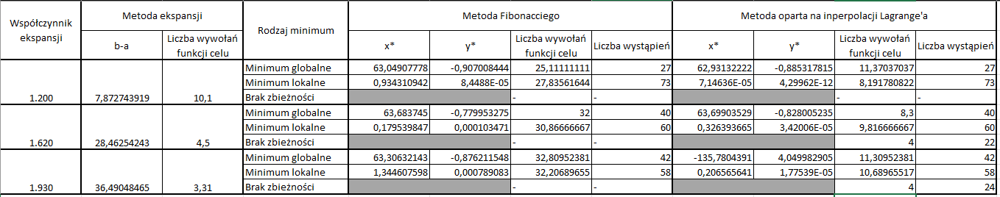 Współczynnik ekspansji Metoda ekspansji Rodzaj minimum Metoda Fibonacciego Metoda oparta na inperpolacji Lagrange'a
b-a Liczba wywołań funkcji celu x* y* Liczba wywołań funkcji celu Liczba wystąpień x* y* Liczba wywołań funkcji celu Liczba wystąpień
Minimum globalne 63,04907778 -0,907008444 25,11111111 27 62,93132222 -0,885317815 11,37037037 27
Minimum lokalne 0,934310942 8,4488E-05 27,83561644 73 7,14636E-05 4,29962E-12 8,191780822 73
1.200 7,872743919 10,1 Brak zbieżności - - - -
Minimum globalne 63,683745 -0,779953275 32 40 63,69903529 -0,828005235 8,3 40
Minimum lokalne 0,179539847 0,000103471 30,86666667 60 0,326393665 3,42006E-05 9,816666667 60
1.620 28,46254243 4,5 Brak zbieżności - - 4 22
Minimum globalne 63,30632143 -0,876211548 32,80952381 42 -135,7804391 4,049982905 11,30952381 42
Minimum lokalne 1,344607598 0,000789083 32,20689655 58 0,206565641 1,77539E-05 10,68965517 58
1.930 36,49048465 3,31 Brak zbieżności - - 4 24